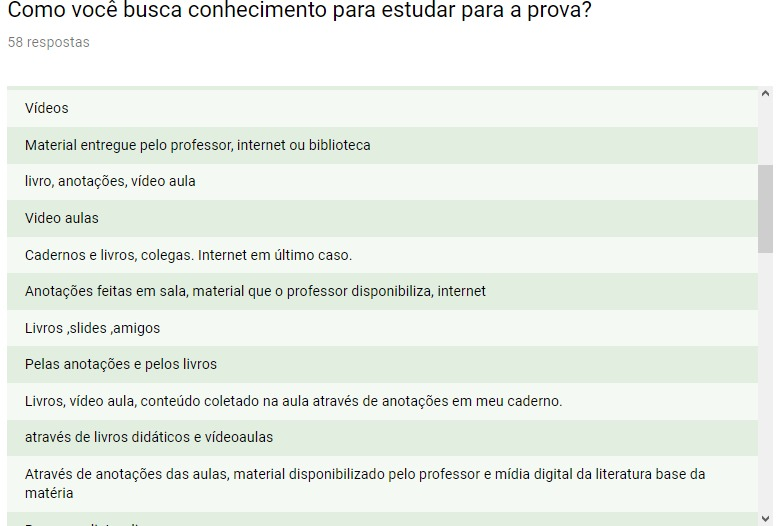 Como você busca conhecimento para estudar para a prova?
58 respostas
Vídeos
Material entregue pelo professor, internet ou biblioteca
livro, anotações, vídeo aula
Video aulas
Cadernos e livros, colegas. Internet em último caso.
Anotações feitas em sala, material que o professor disponibiliza, internet
Livros ,slides ,amigos
Pelas anotações e pelos livros
Livros, vídeo aula, conteúdo coletado na aula através de anotações em meu caderno.
através de livros didáticos e vídeoaulas
Através de anotações das aulas, material disponibilizado pelo professor e mídia digital da literatura base da
matéria